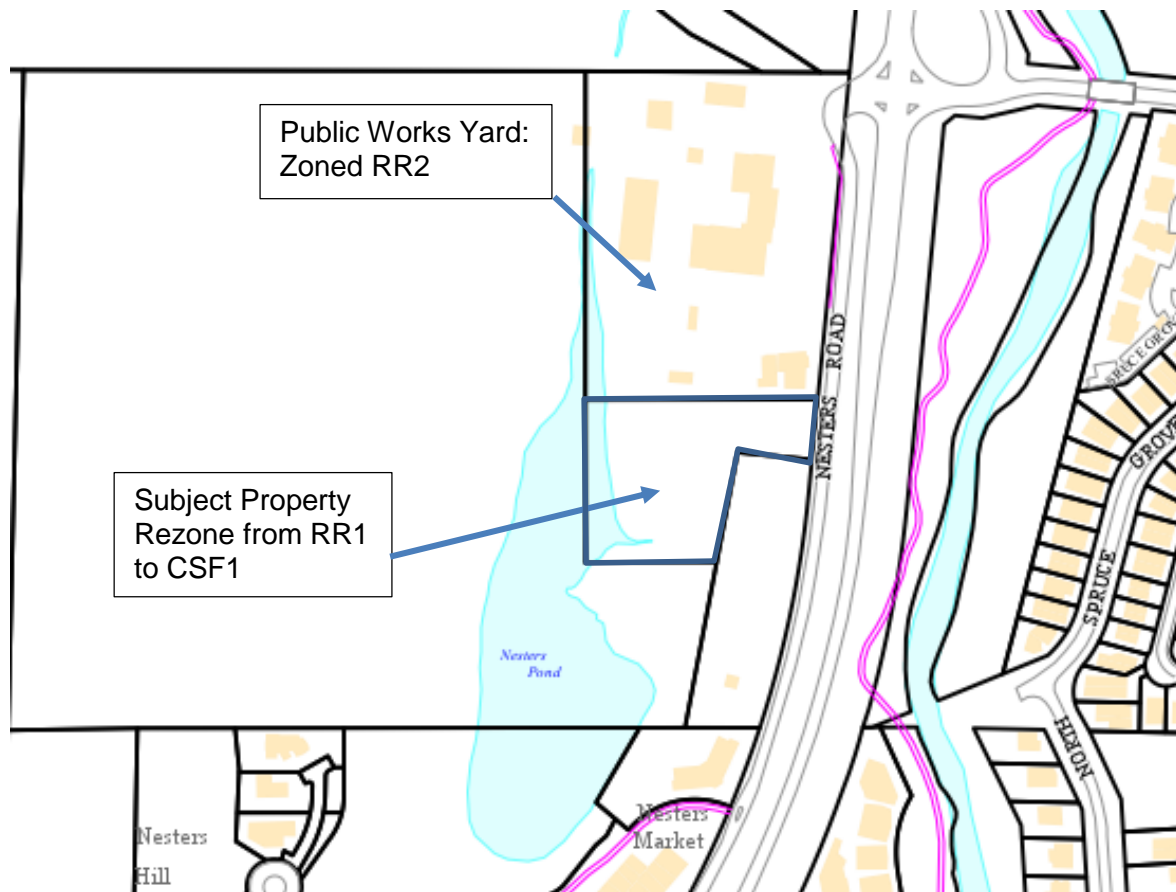 Public Works Yard:
Zoned RR2
NESTERS ROAD
NESTERS
Subject Property
Rezone from RR1
to CSF1
GROVE
SPRUCE
Nesters
Pond
NORTH
Nesters
Hill
Nesters
Market